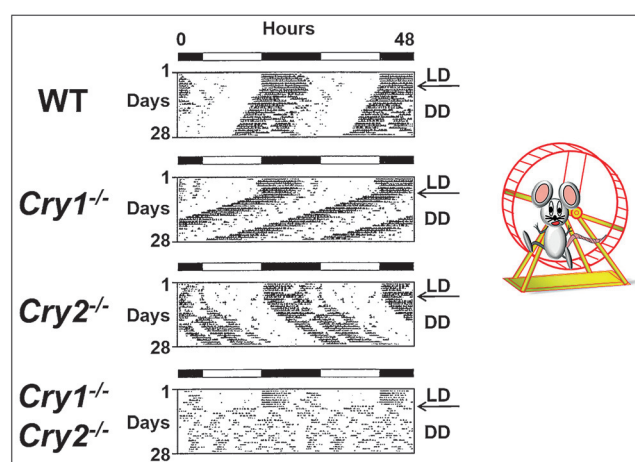 Hours
0 48
WT
1
Days
28
LD
DD
Cry1-/-
1
Days
28
LD
DD
Cry2-/-
1
Days
28
LD
DD
Cry1-/-
Cry2-/-
1
Days
28
LD
DD